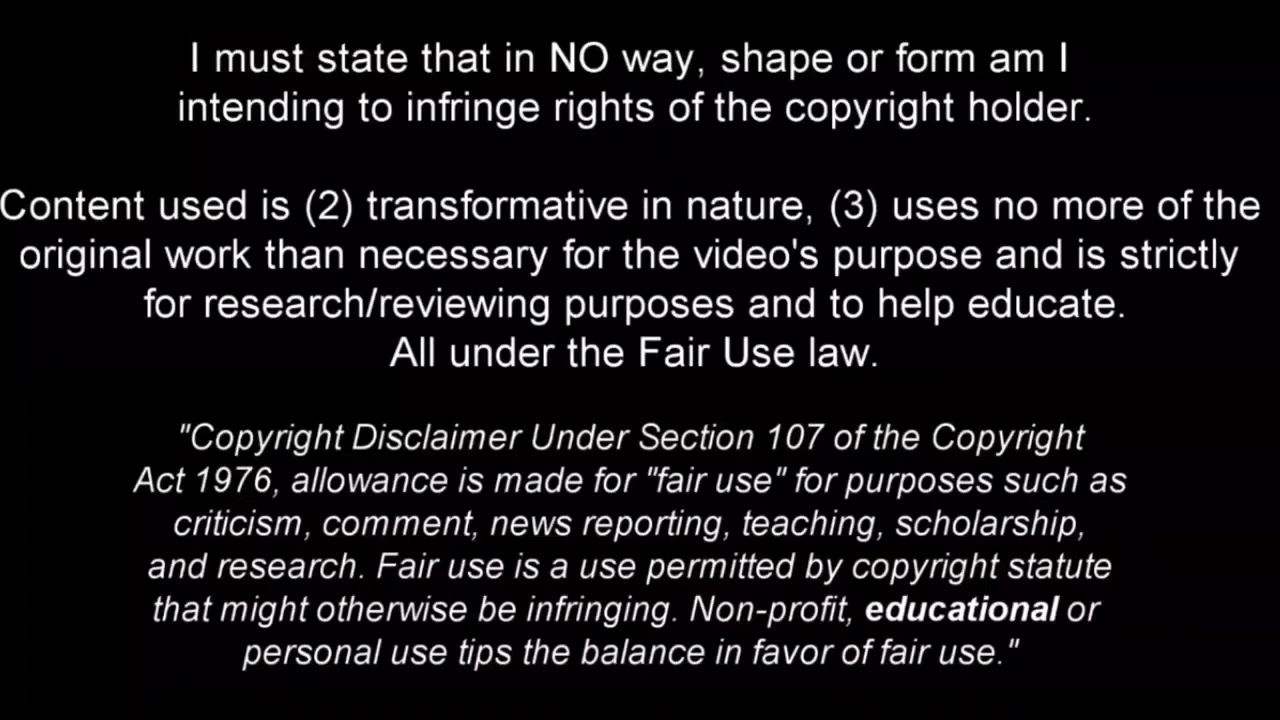 I must state that in NO way, shape or form am I
intending to infringe rights of the copyright holder.
Content used is (2) transformative in nature, (3) uses no more of the
original work than necessary for the video's purpose and is strictly
for research/reviewing purposes and to help educate.
All under the Fair Use law.
"Copyright Disclaimer Under Section 107 of the Copyright
Act 1976, allowance is made for "fair use" for purposes such as
criticism, comment, news reporting, teaching, scholarship,
and research. Fair use is a use permitted by copyright statute
that might otherwise be infringing. Non-profit, educational or
personal use tips the balance in favor of fair use."